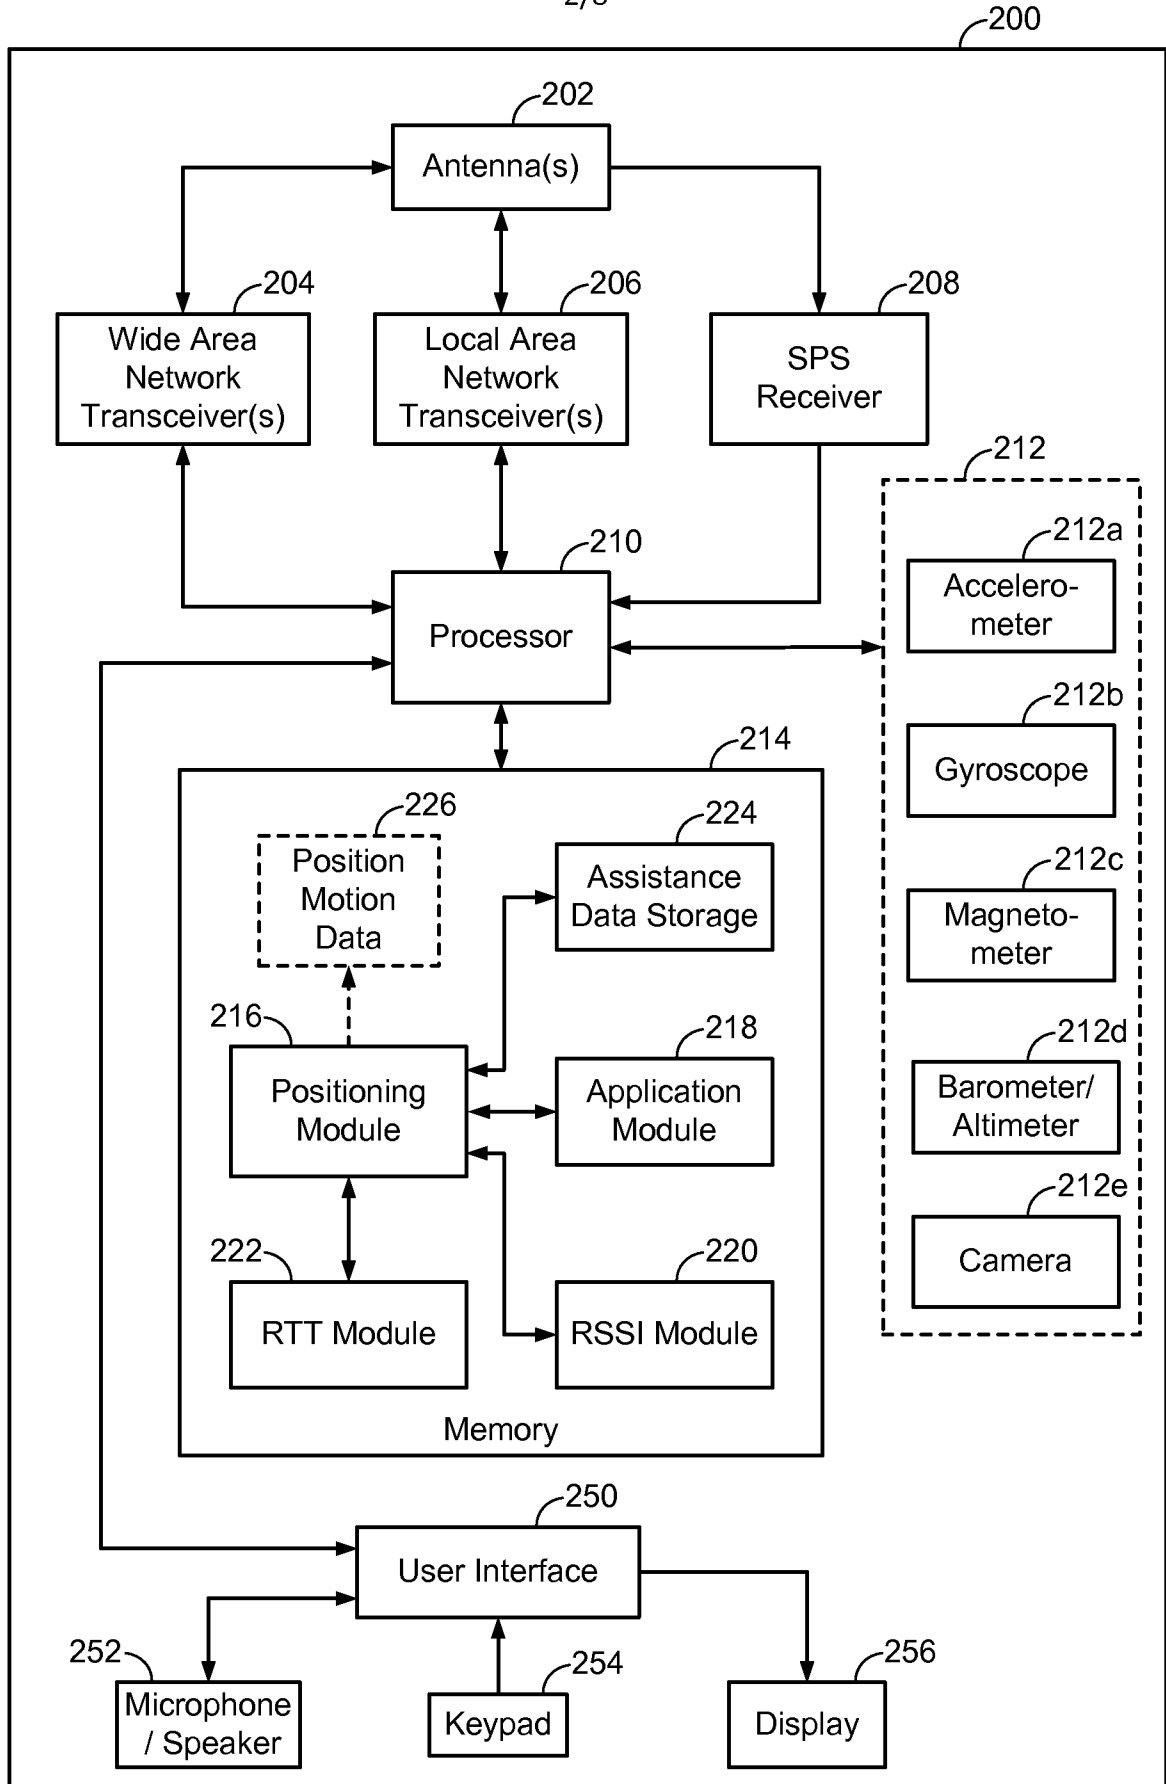 200
202
Antenna(s)
204
206
208
Wide Area
Network
Transceiver(s)
Local Area
Network
Transceiver(s)
SPS
Receiver
212
210
Processor
212a
Accelero-
meter
212b
Gyroscope
212c
Magneto-
meter
212d
Barometer/
Altimeter
212e
Camera
214
226
Position
Motion
Data
224
Assistance
Data Storage
216
Positioning
Module
218
Application
Module
222
RTT Module
220
RSSI Module
Memory
250
User Interface
252
Microphone
/ Speaker
254
Keypad
256
Display